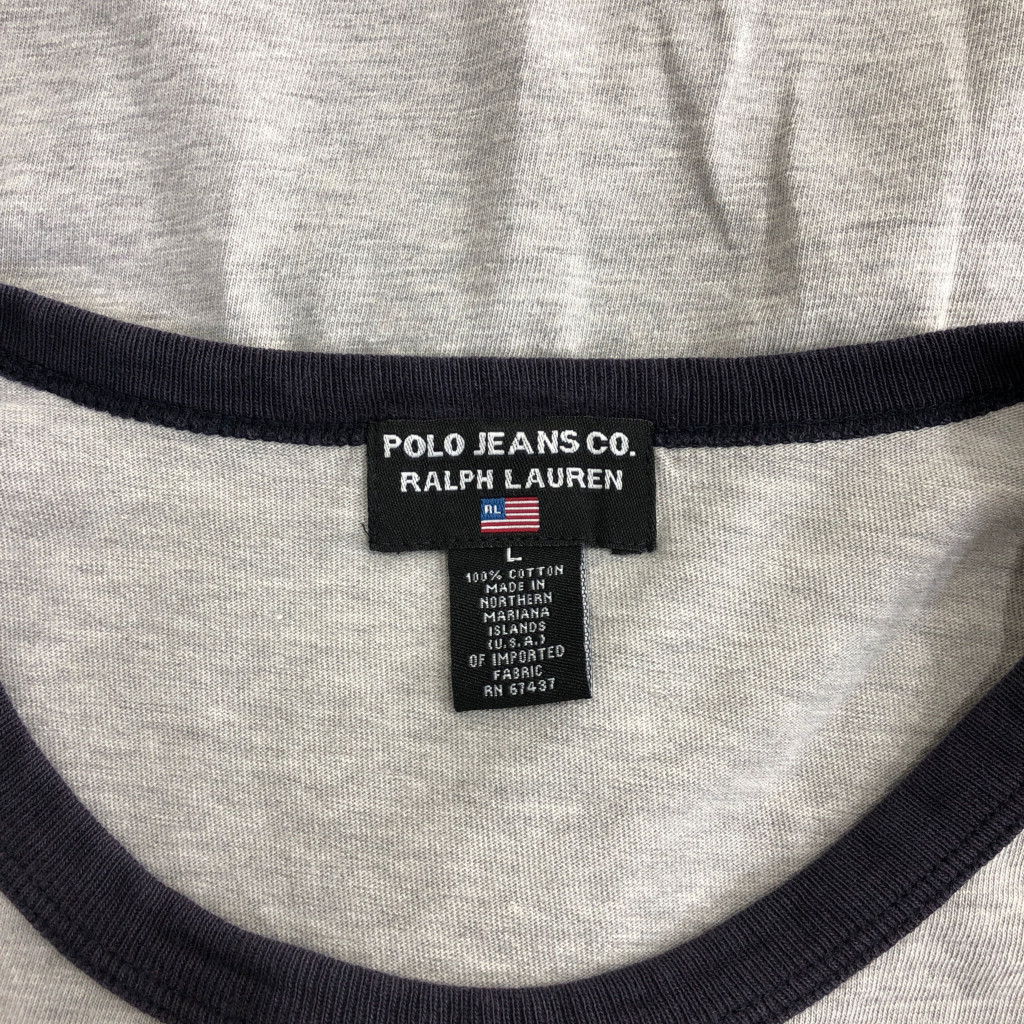 POLO JEANS CO.
RALPH LAUREN
RL
L
100% COTTON
MADE IN
NORTHERN
MARIANA
ISLANDS
(U.S.A.)
OF IMPORTED
FABRIC
RN 67437